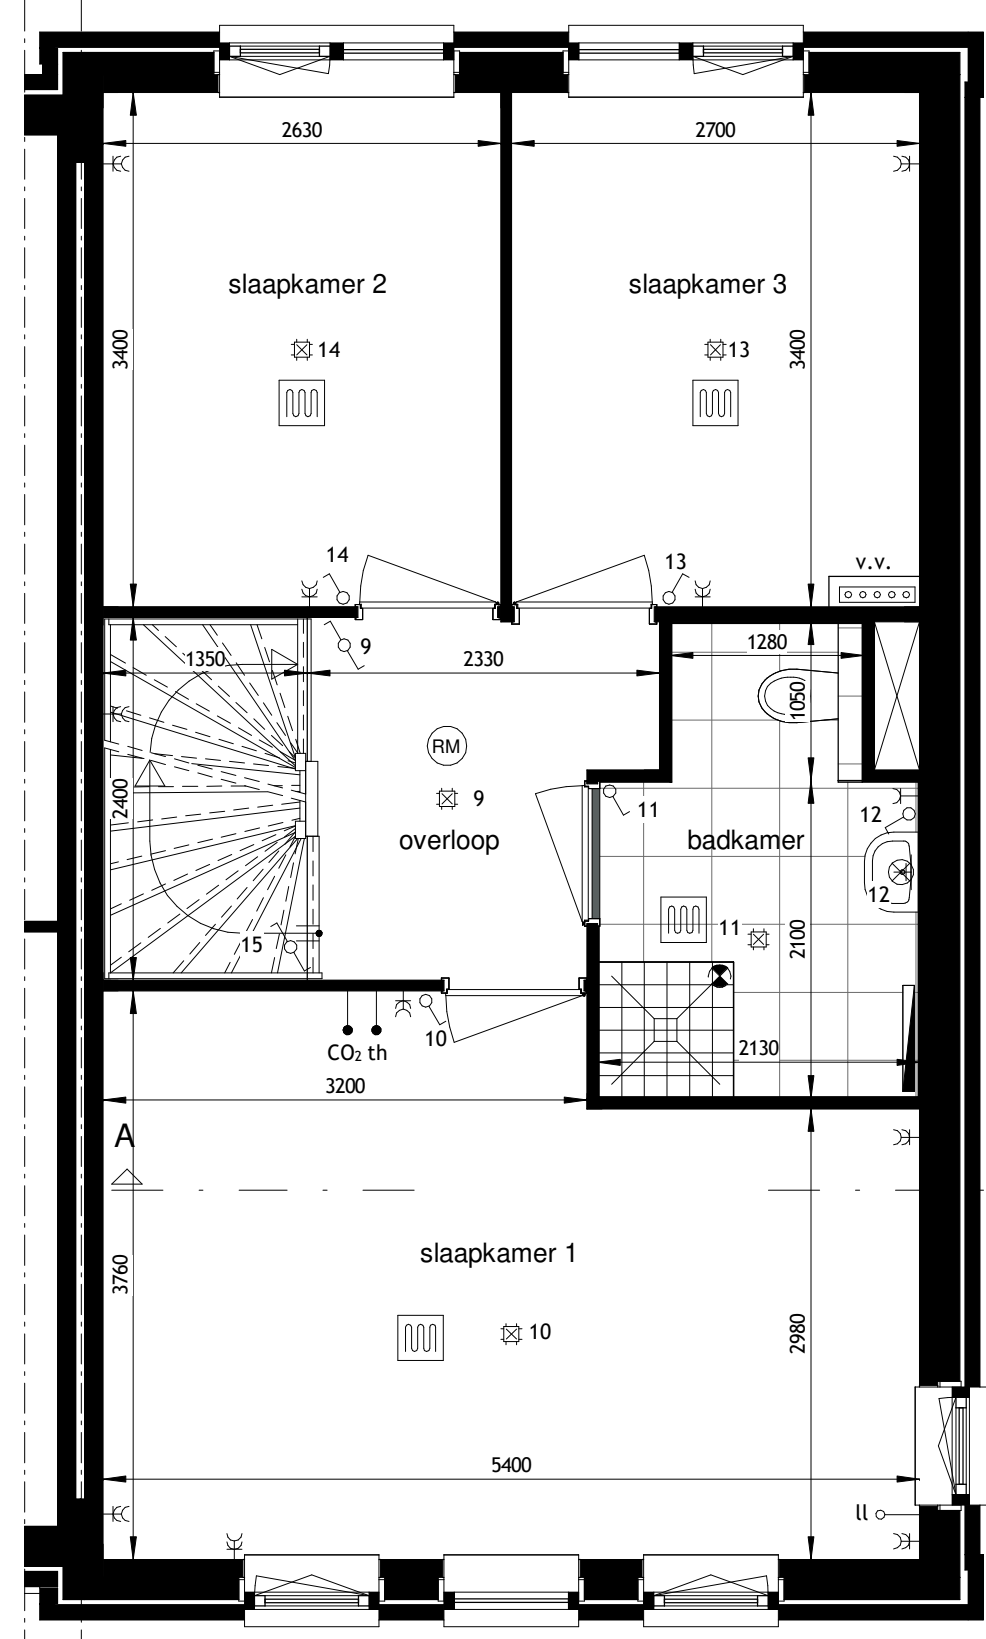 2630
2700
slaapkamer 2
slaapkamer 3
3400
14
13
3400
14
13
v.v.
9
1350
2330
1280
1050
RM
2400
9
11
12
overloop
badkamer
12
15
11
2100
10
CO2 th
2130
3200
A
3760
slaapkamer 1
10
2980
5400
ll